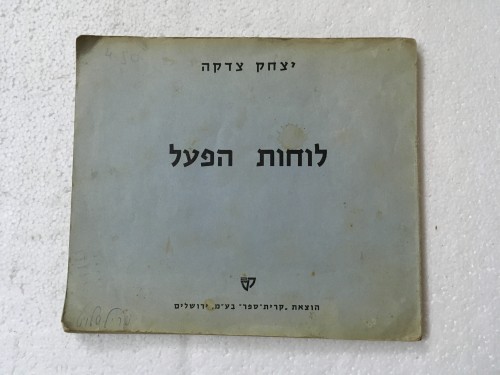 יצחק צדקה
לוחות הפעל
הוצאת „קרית־ספר” בע״מ, ירושלים